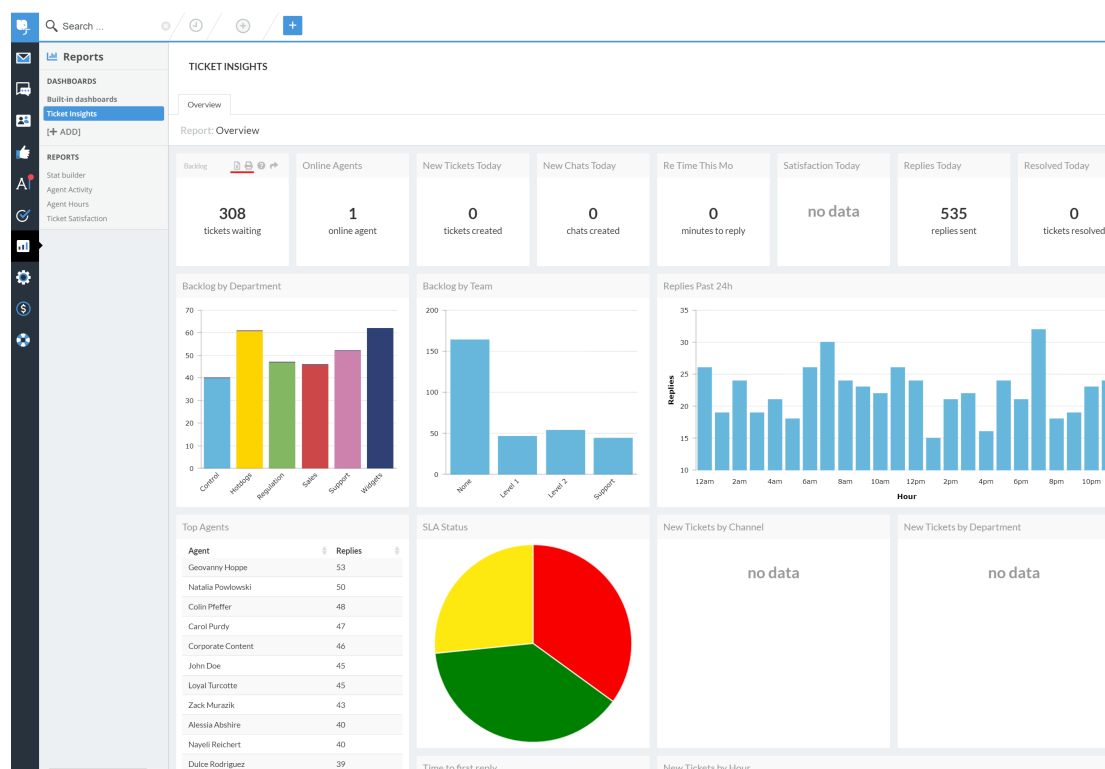 Search ...
Reports
DASHBOARDS
Built-in dashboards
Ticket Insights
[+ ADD]
REPORTS
Stat builder
Agent Activity
Agent Hours
Ticket Satisfaction
TICKET INSIGHTS
Overview
Report: Overview
Backlog
308
tickets waiting
Online Agents
1
online agent
New Tickets Today
0
tickets created
New Chats Today
0
chats created
Re Time This Mo
0
minutes to reply
Satisfaction Today
no data
Replies Today
535
replies sent
Resolved Today
0
tickets resolved
Backlog by Department
70
60
50
40
30
20
10
0
Control
Hotdogs
Regulation
Sales
Support
Widgets
Backlog by Team
200
150
100
50
0
None
Level 1
Level 2
Support
Replies Past 24h
Replies
35
30
25
20
15
10
12am 2am 4am 6am 8am 10am 12pm 2pm 4pm 6pm 8pm 10pm
Hour
Top Agents
Agent Replies
Geovanny Hoppe 53
Natalia Powlowski 50
Colin Pfeffer 48
Carol Purdy 47
Corporate Content 46
John Doe 45
Loyal Turcotte 45
Zack Murazik 43
Alessia Abshire 40
Nayeli Reichert 40
Dulce Rodriguez 39
SLA Status
New Tickets by Channel
no data
New Tickets by Department
no data
Time to first reply
New Tickets by Hour